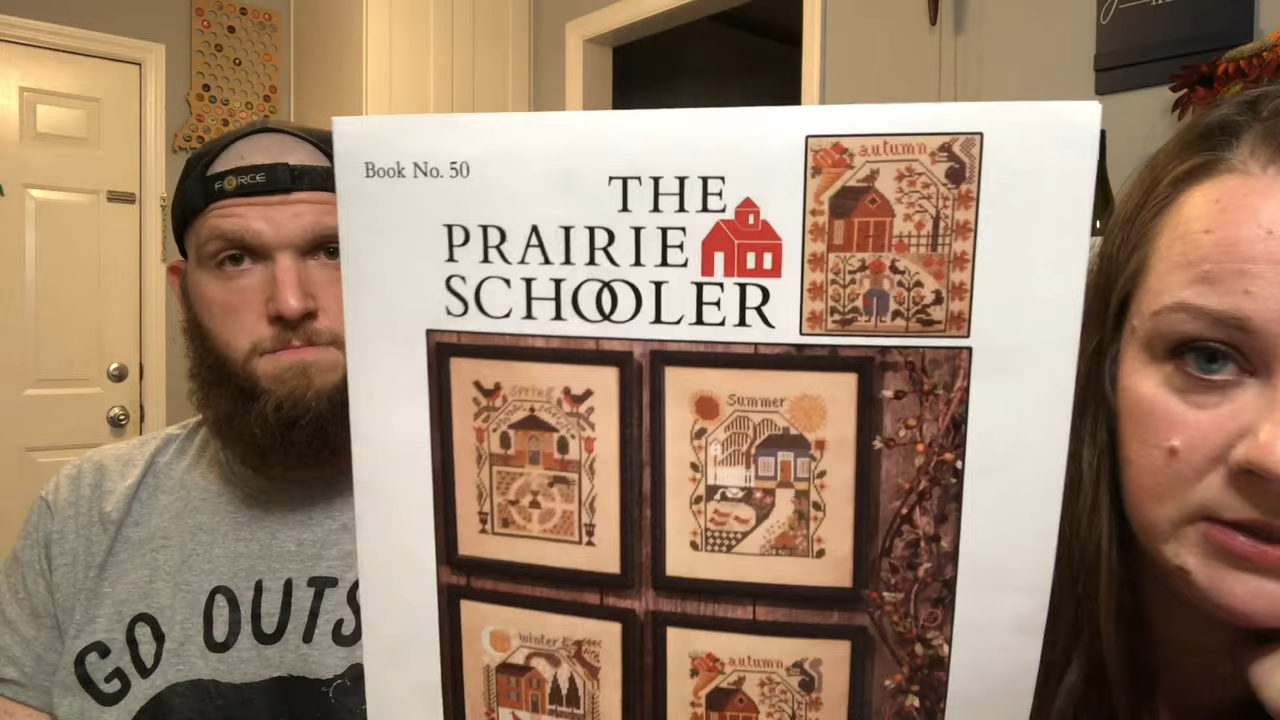 FORCE
Book No. 50
THE
PRAIRIE
SCHOOLER
autumn
spring
Summer
winter
autumn
GO OUTS